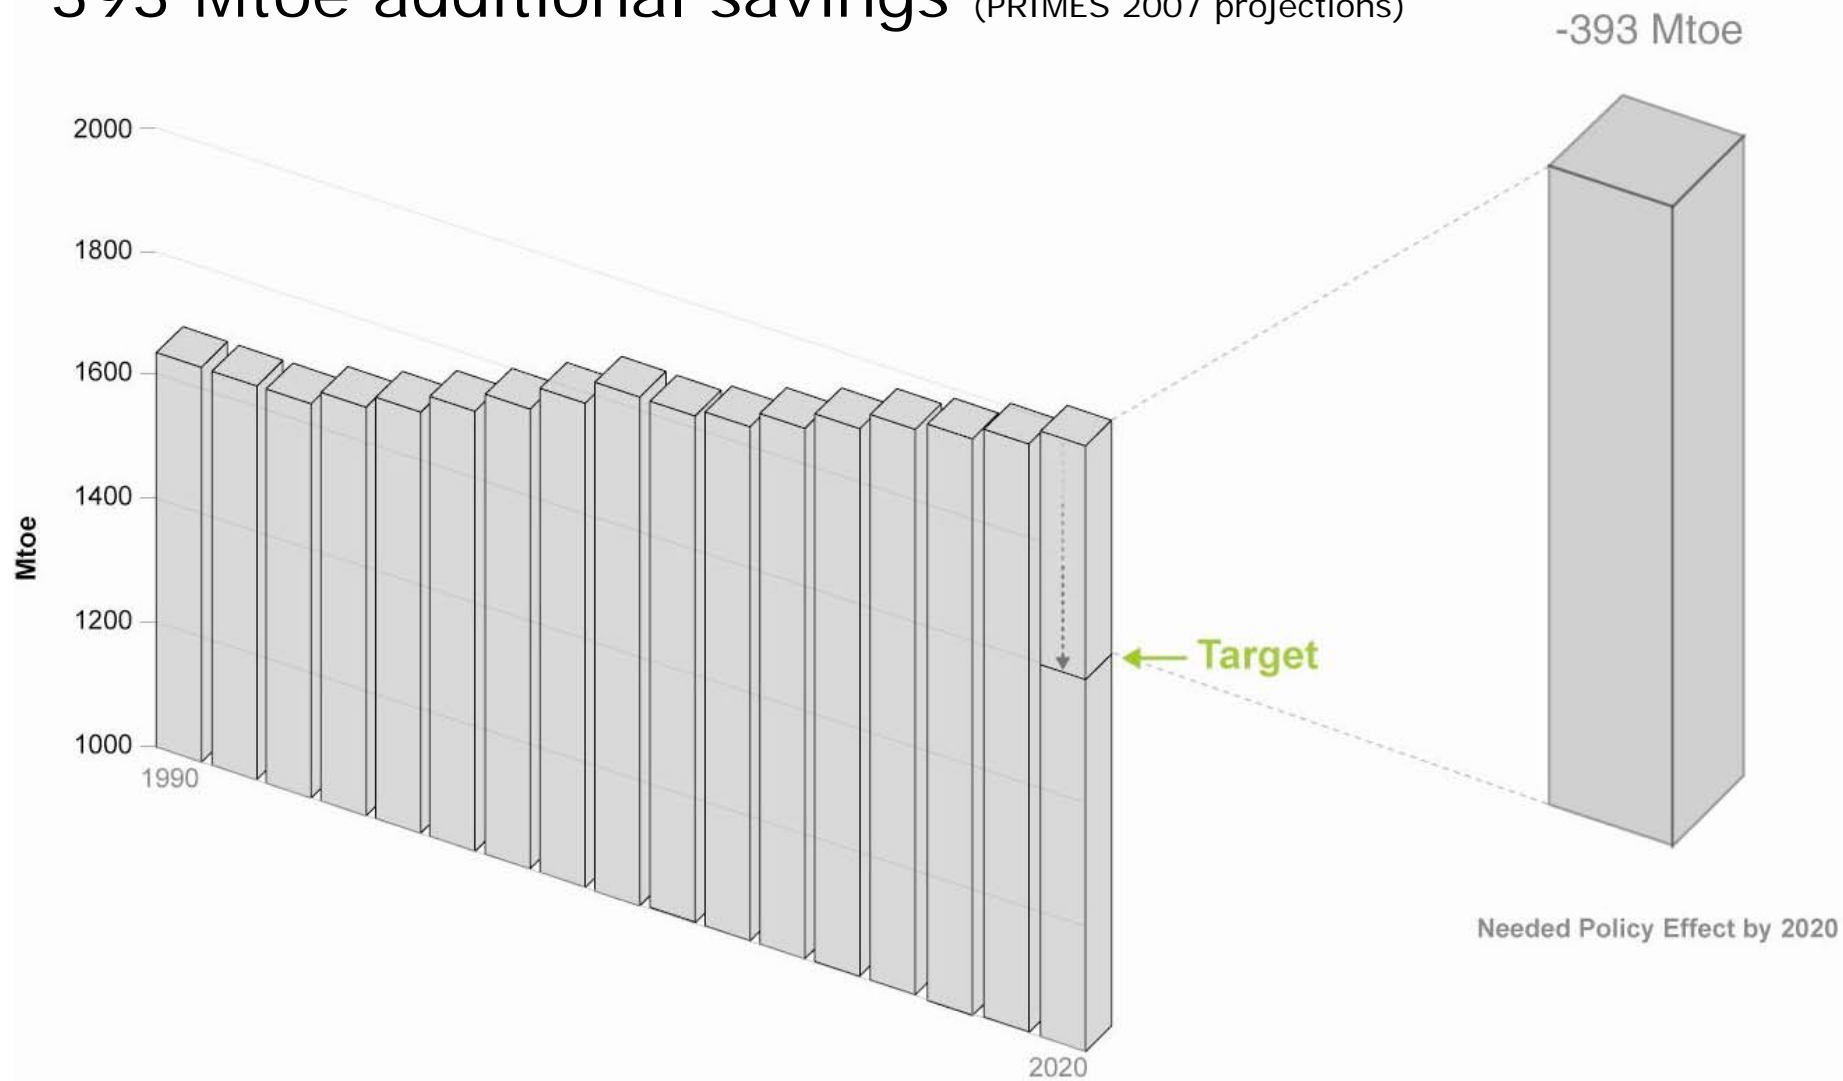 393 Mtoe additional savings (PRIMES 2007 projections)
-393 Mtoe
2000
1800
1600
1400
1200
1000
Mtoe
1990
2020
Target
Needed Policy Effect by 2020